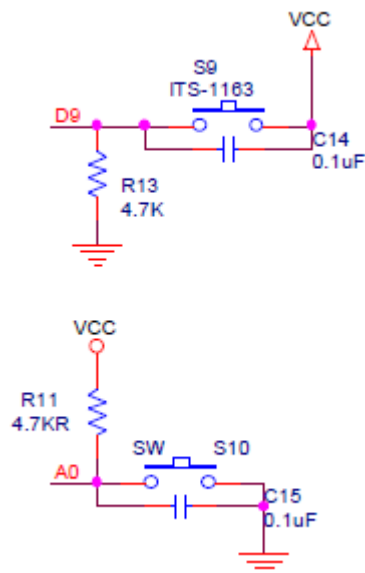 VCC
S9
ITS-1163
D9
C14
0.1uF
R13
4.7K
VCC
R11
4.7KR
SW S10
A0
C15
0.1uF